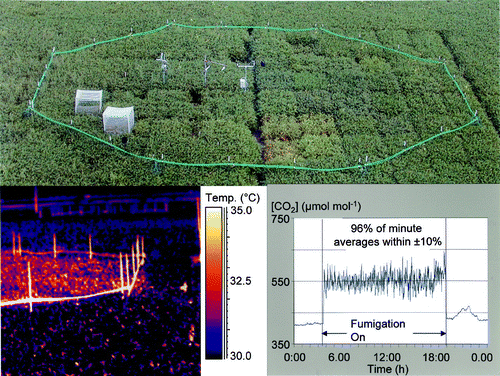 Temp. (°C)
35.0
32.5
30.0
[CO₂] (µmol mol⁻¹)
750
550
350
96% of minute
averages within ±10%
Fumigation
On
0:00 6.00 12:00 18:00 0.00
Time (h)